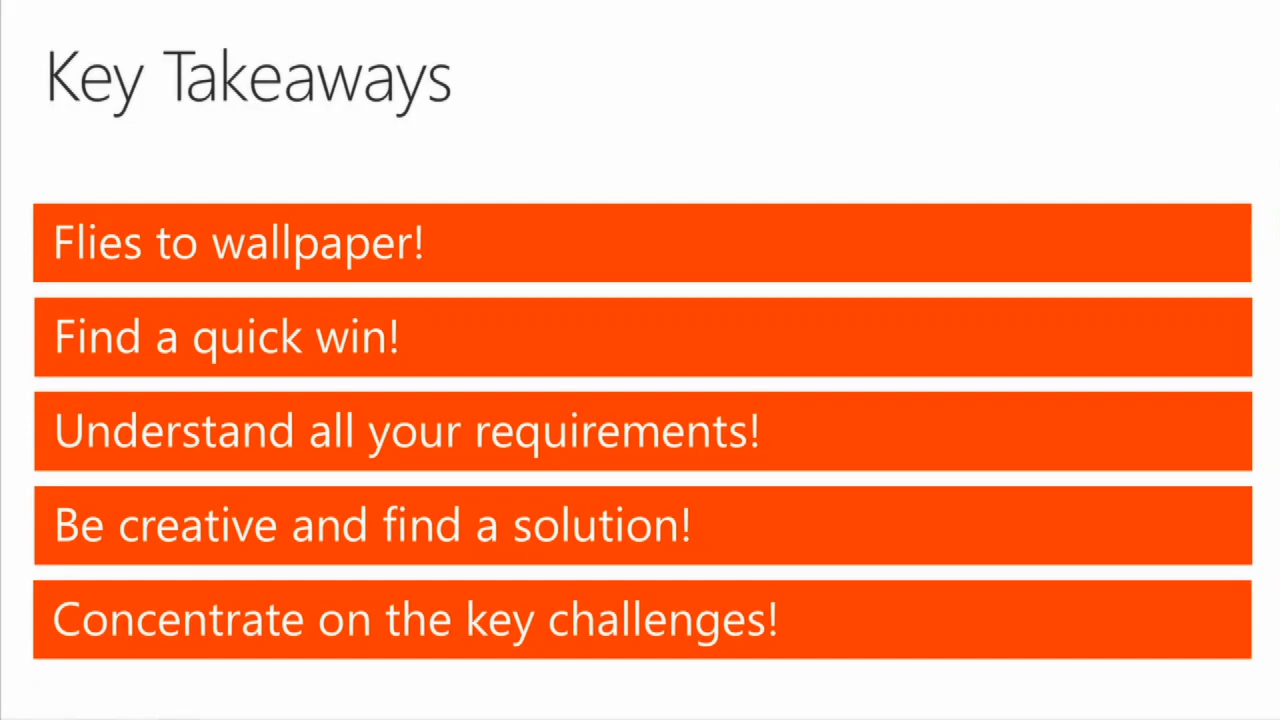 Key Takeaways
Flies to wallpaper!
Find a quick win!
Understand all your requirements!
Be creative and find a solution!
Concentrate on the key challenges!